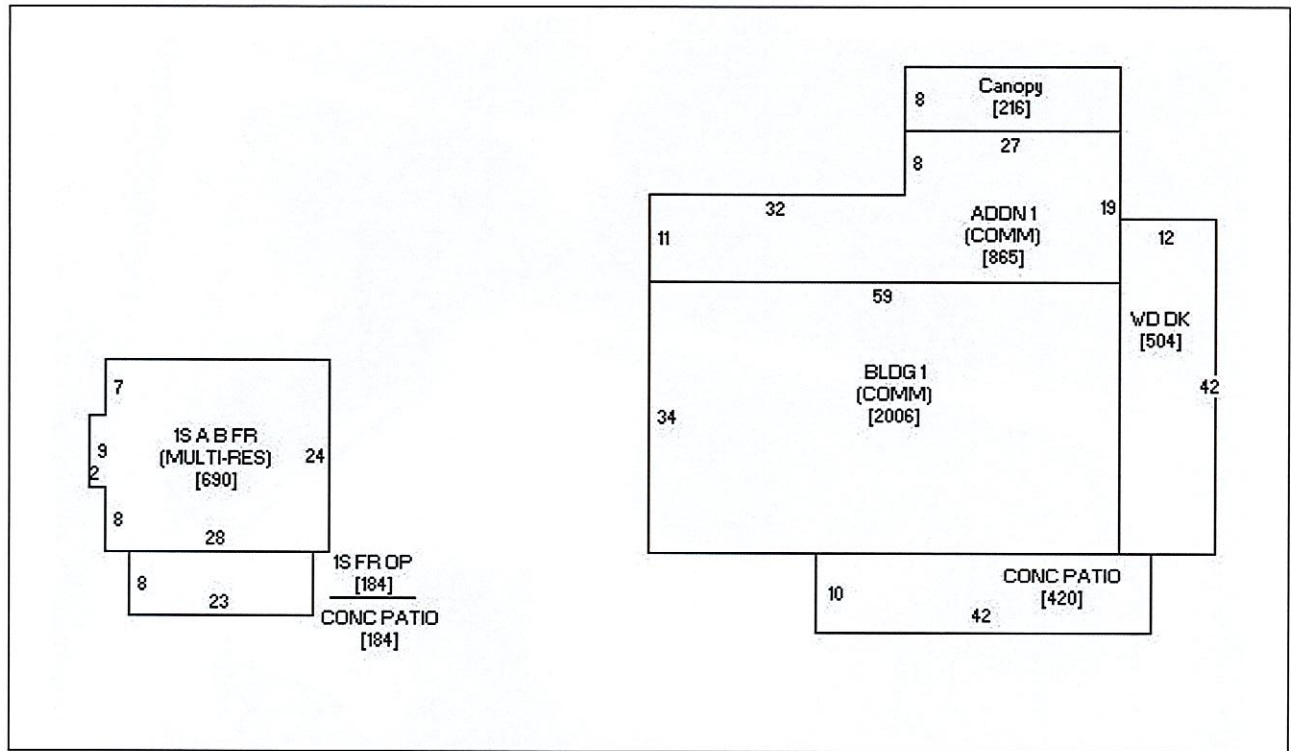 Canopy
[216]
8
27
8
32
19
ADDN 1
(COMM)
[865]
11
12
59
WD DK
[504]
42
BLDG 1
(COMM)
[2006]
34
7
1S A B FR
(MULTI-RES)
[690]
9
2
24
8
28
8
23
1S FR OP
[184]
CONC PATIO
[184]
CONC PATIO
[420]
10
42